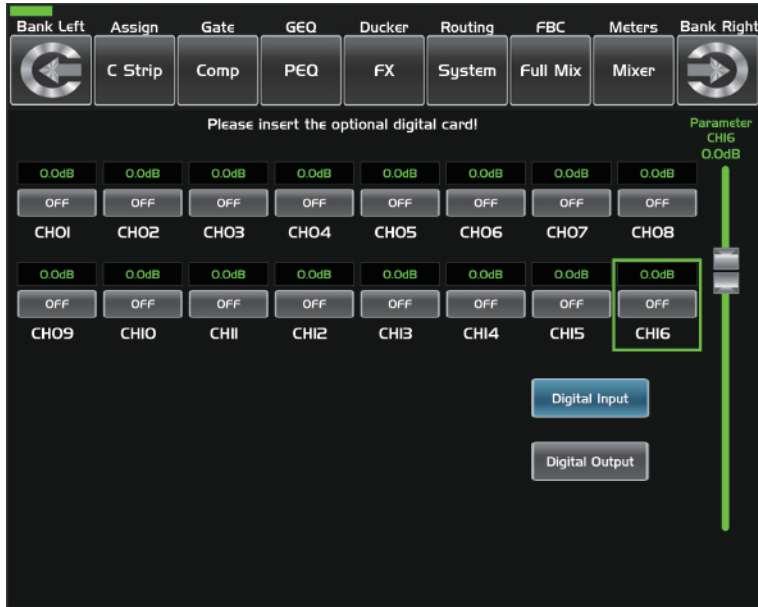 Bank Left Assign Gate GEQ Ducker Routing FBC Meters Bank Right
C Strip Comp PEQ FX System Full Mix Mixer
Please insert the optional digital card!
Parameter
CH16
0.0dB
0.0dB 0.0dB 0.0dB 0.0dB 0.0dB 0.0dB 0.0dB 0.0dB
OFF OFF OFF OFF OFF OFF OFF OFF
CH01 CH02 CH03 CH04 CH05 CH06 CH07 CH08
0.0dB 0.0dB 0.0dB 0.0dB 0.0dB 0.0dB 0.0dB 0.0dB
OFF OFF OFF OFF OFF OFF OFF OFF
CH09 CH10 CH11 CH12 CH13 CH14 CH15 CH16
Digital Input
Digital Output